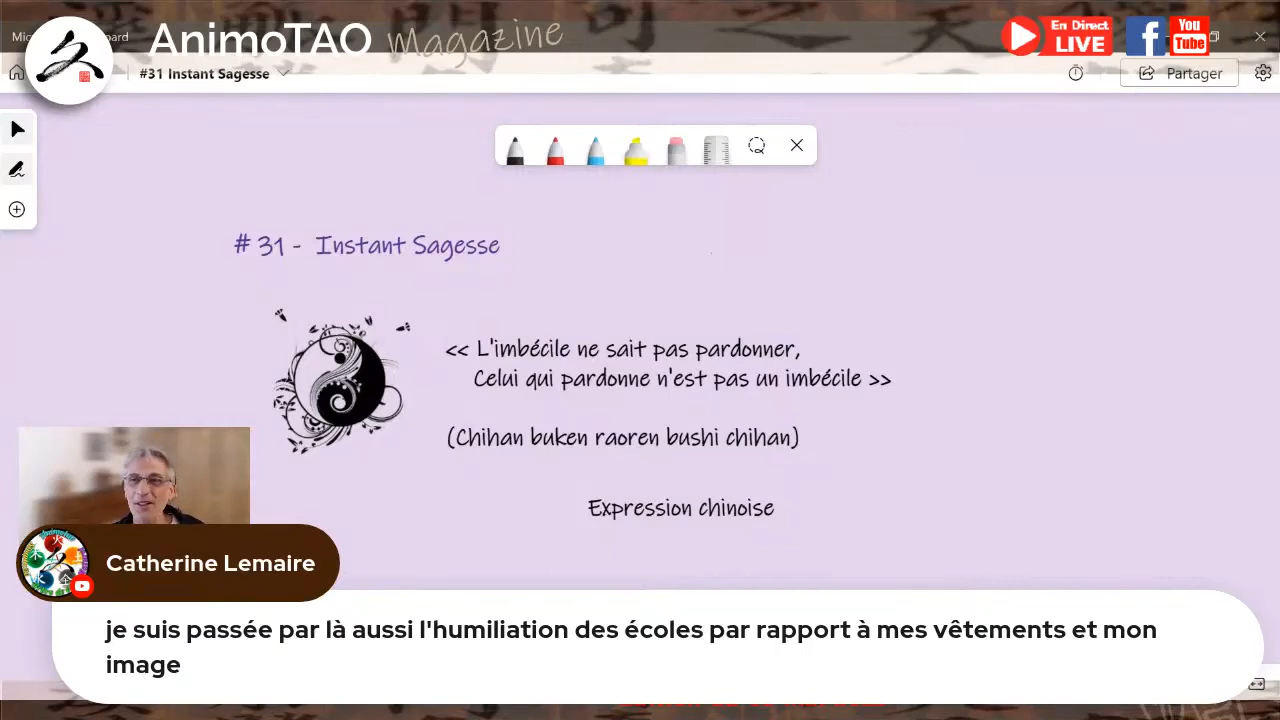 AnimoTAO Magazine
En Direct
LIVE
You
Tube
#31 Instant Sagesse
Partager
# 31 - Instant Sagesse
<< L'imbécile ne sait pas pardonner,
Celui qui pardonne n'est pas un imbécile >>
(Chihan buken raoren bushi chihan)
Expression chinoise
Catherine Lemaire
je suis passée par là aussi l'humiliation des écoles par rapport à mes vêtements et mon
image